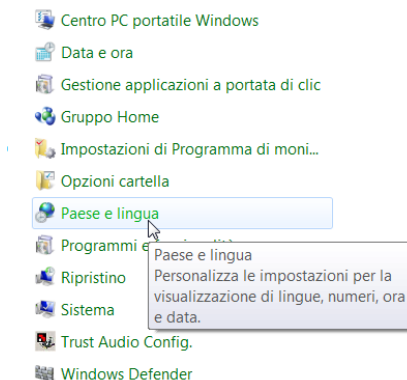 Centro PC portatile Windows
Data e ora
Gestione applicazioni a portata di clic
Gruppo Home
Impostazioni di Programma di moni...
Opzioni cartella
Paese e lingua
Programmi e
Paese e lingua
Personalizza le impostazioni per la
visualizzazione di lingue, numeri, ora
e data.
Ripristino
Sistema
Trust Audio Config.
Windows Defender